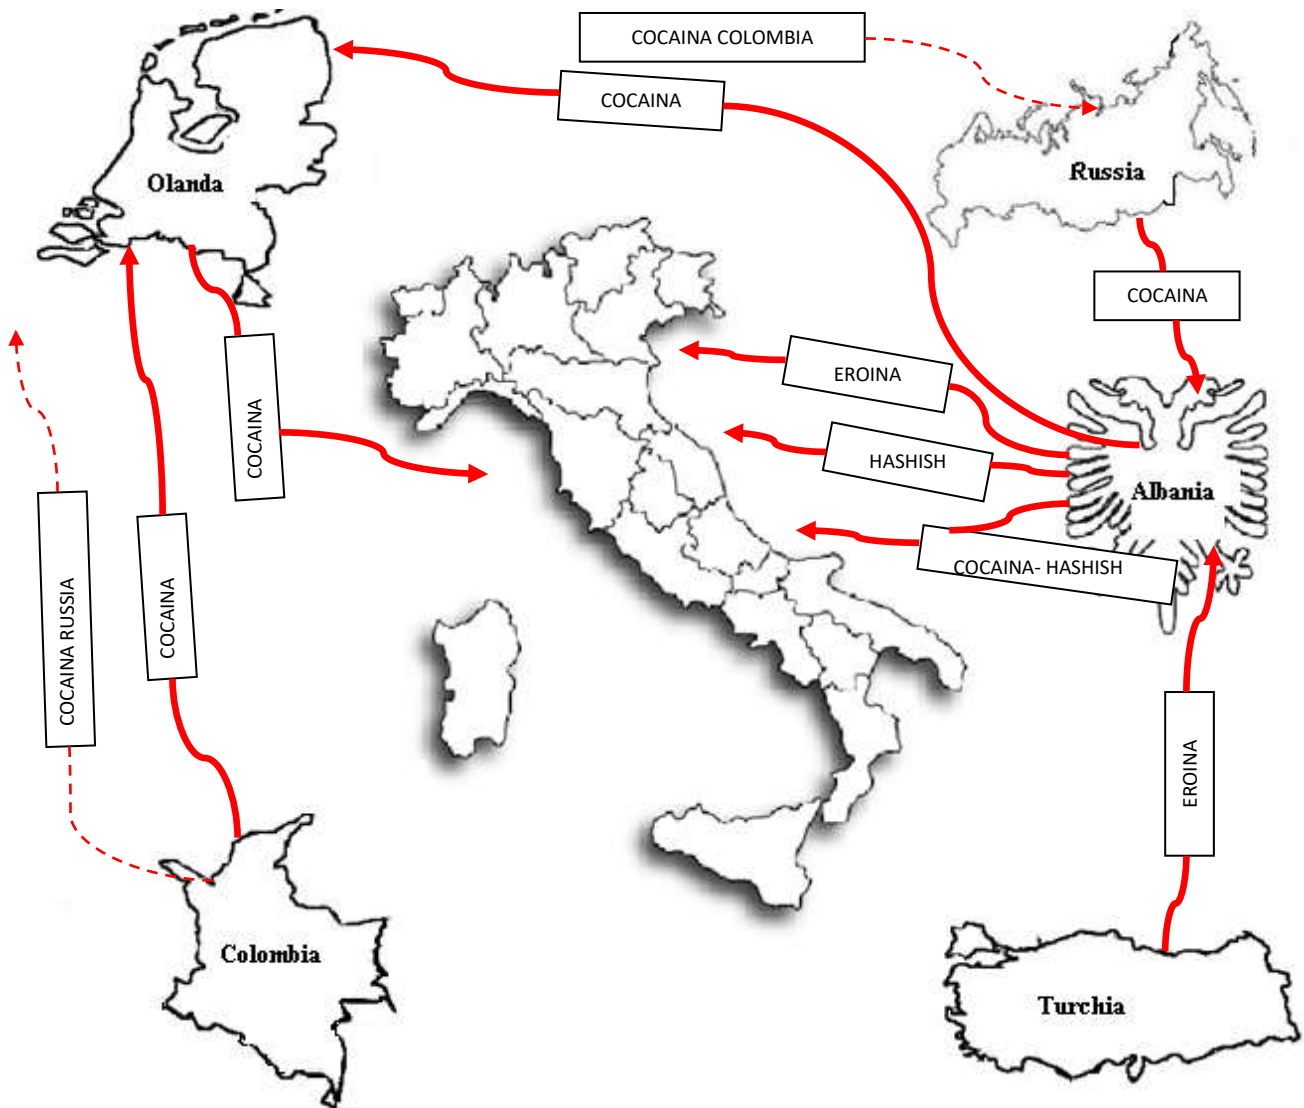 COCAINA COLOMBIA
COCAINA
Russia
Olanda
COCAINA
EROINA
COCAINA
HASHISH
Albania
COCAINA- HASHISH
COCAINA
COCAINA RUSSIA
EROINA
Colombia
Turchia